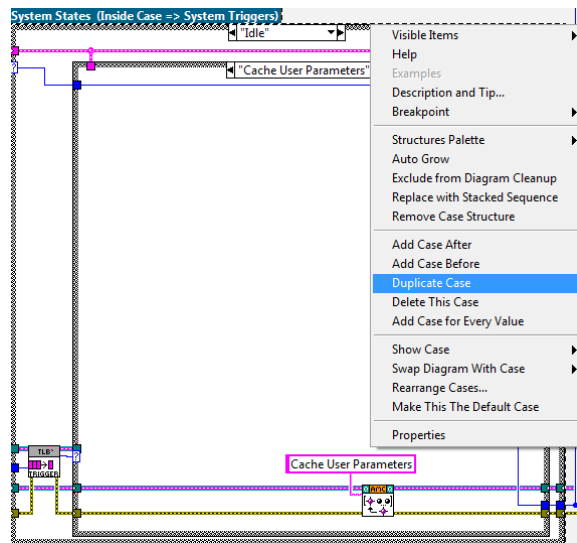 System States (Inside Case => System Triggers)
"Idle"
"Cache User Parameters"
Visible Items
Help
Examples
Description and Tip...
Breakpoint
Structures Palette
Auto Grow
Exclude from Diagram Cleanup
Replace with Stacked Sequence
Remove Case Structure
Add Case After
Add Case Before
Duplicate Case
Delete This Case
Add Case for Every Value
Show Case
Swap Diagram With Case
Rearrange Cases...
Make This The Default Case
Properties
?
TLB
?
TRIGGER
Cache User Parameters